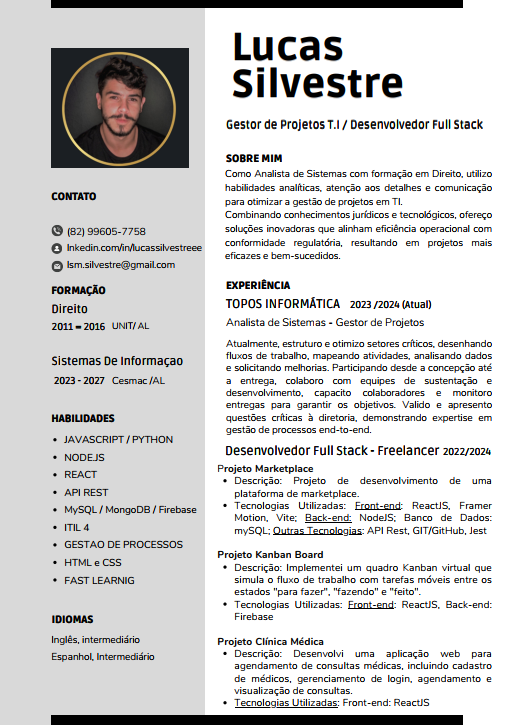 Lucas
Silvestre
Gestor de Projetos T.I / Desenvolvedor Full Stack
CONTATO
(82) 99605-7758
lnkedin.com/in/lucassilvestreee
lsm.silvestre@gmail.com
FORMAÇÃO
Direito
2011 = 2016 UNIT/ AL
Sistemas De Informaçao
2023 - 2027 Cesmac /AL
HABILIDADES
• JAVASCRIPT / PYTHON
• NODEJS
• REACT
• API REST
• MySQL / MongoDB / Firebase
• ITIL 4
• GESTAO DE PROCESSOS
• HTML e CSS
• FAST LEARNIG
IDIOMAS
Inglês, intermediário
Espanhol, Intermediário
SOBRE MIM
Como Analista de Sistemas com formação em Direito, utilizo
habilidades analíticas, atenção aos detalhes e comunicação
para otimizar a gestão de projetos em TI.
Combinando conhecimentos jurídicos e tecnológicos, ofereço
soluções inovadoras que alinham eficiência operacional com
conformidade regulatória, resultando em projetos mais
eficazes e bem-sucedidos.
EXPERIÊNCIA
TOPOS INFORMÁTICA 2023 /2024 (Atual)
Analista de Sistemas - Gestor de Projetos
Atualmente, estruturo e otimizo setores críticos, desenhando
fluxos de trabalho, mapeando atividades, analisando dados
e solicitando melhorias. Participando desde a concepção até
a entrega, colaboro com equipes de sustentação e
desenvolvimento, capacito colaboradores e monitoro
entregas para garantir os objetivos. Valido e apresento
questões críticas à diretoria, demonstrando expertise em
gestão de processos end-to-end.
Desenvolvedor Full Stack - Freelancer 2022/2024
Projeto Marketplace
• Descrição: Projeto de desenvolvimento de uma
plataforma de marketplace.
• Tecnologias Utilizadas: Front-end: ReactJS, Framer
Motion, Vite; Back-end: NodeJS; Banco de Dados:
mySQL; Outras Tecnologias: API Rest, GIT/GitHub, Jest
Projeto Kanban Board
• Descrição: Implementei um quadro Kanban virtual que
simula o fluxo de trabalho com tarefas móveis entre os
estados "para fazer", "fazendo" e "feito".
• Tecnologias Utilizadas: Front-end: ReactJS, Back-end:
Firebase
Projeto Clínica Médica
• Descrição: Desenvolvi uma aplicação web para
agendamento de consultas médicas, incluindo cadastro
de médicos, gerenciamento de login, agendamento e
visualização de consultas.
• Tecnologias Utilizadas: Front-end: ReactJS